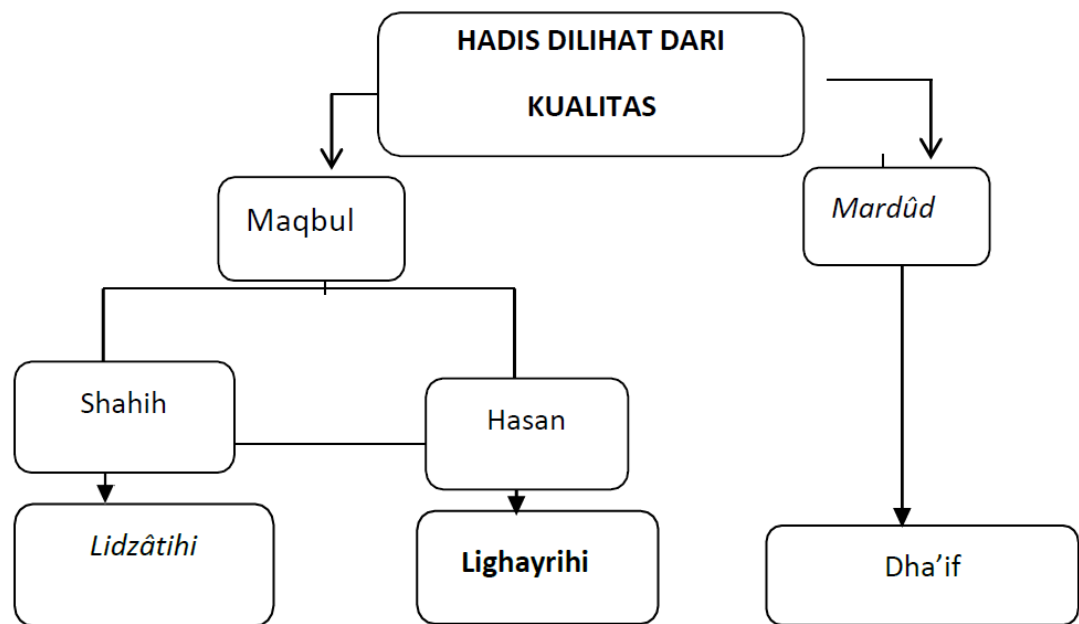 HADIS DILIHAT DARI
KUALITAS
Maqbul
Mardûd
Shahih
Hasan
Lidzâtihi
Lighayrihi
Dha’if